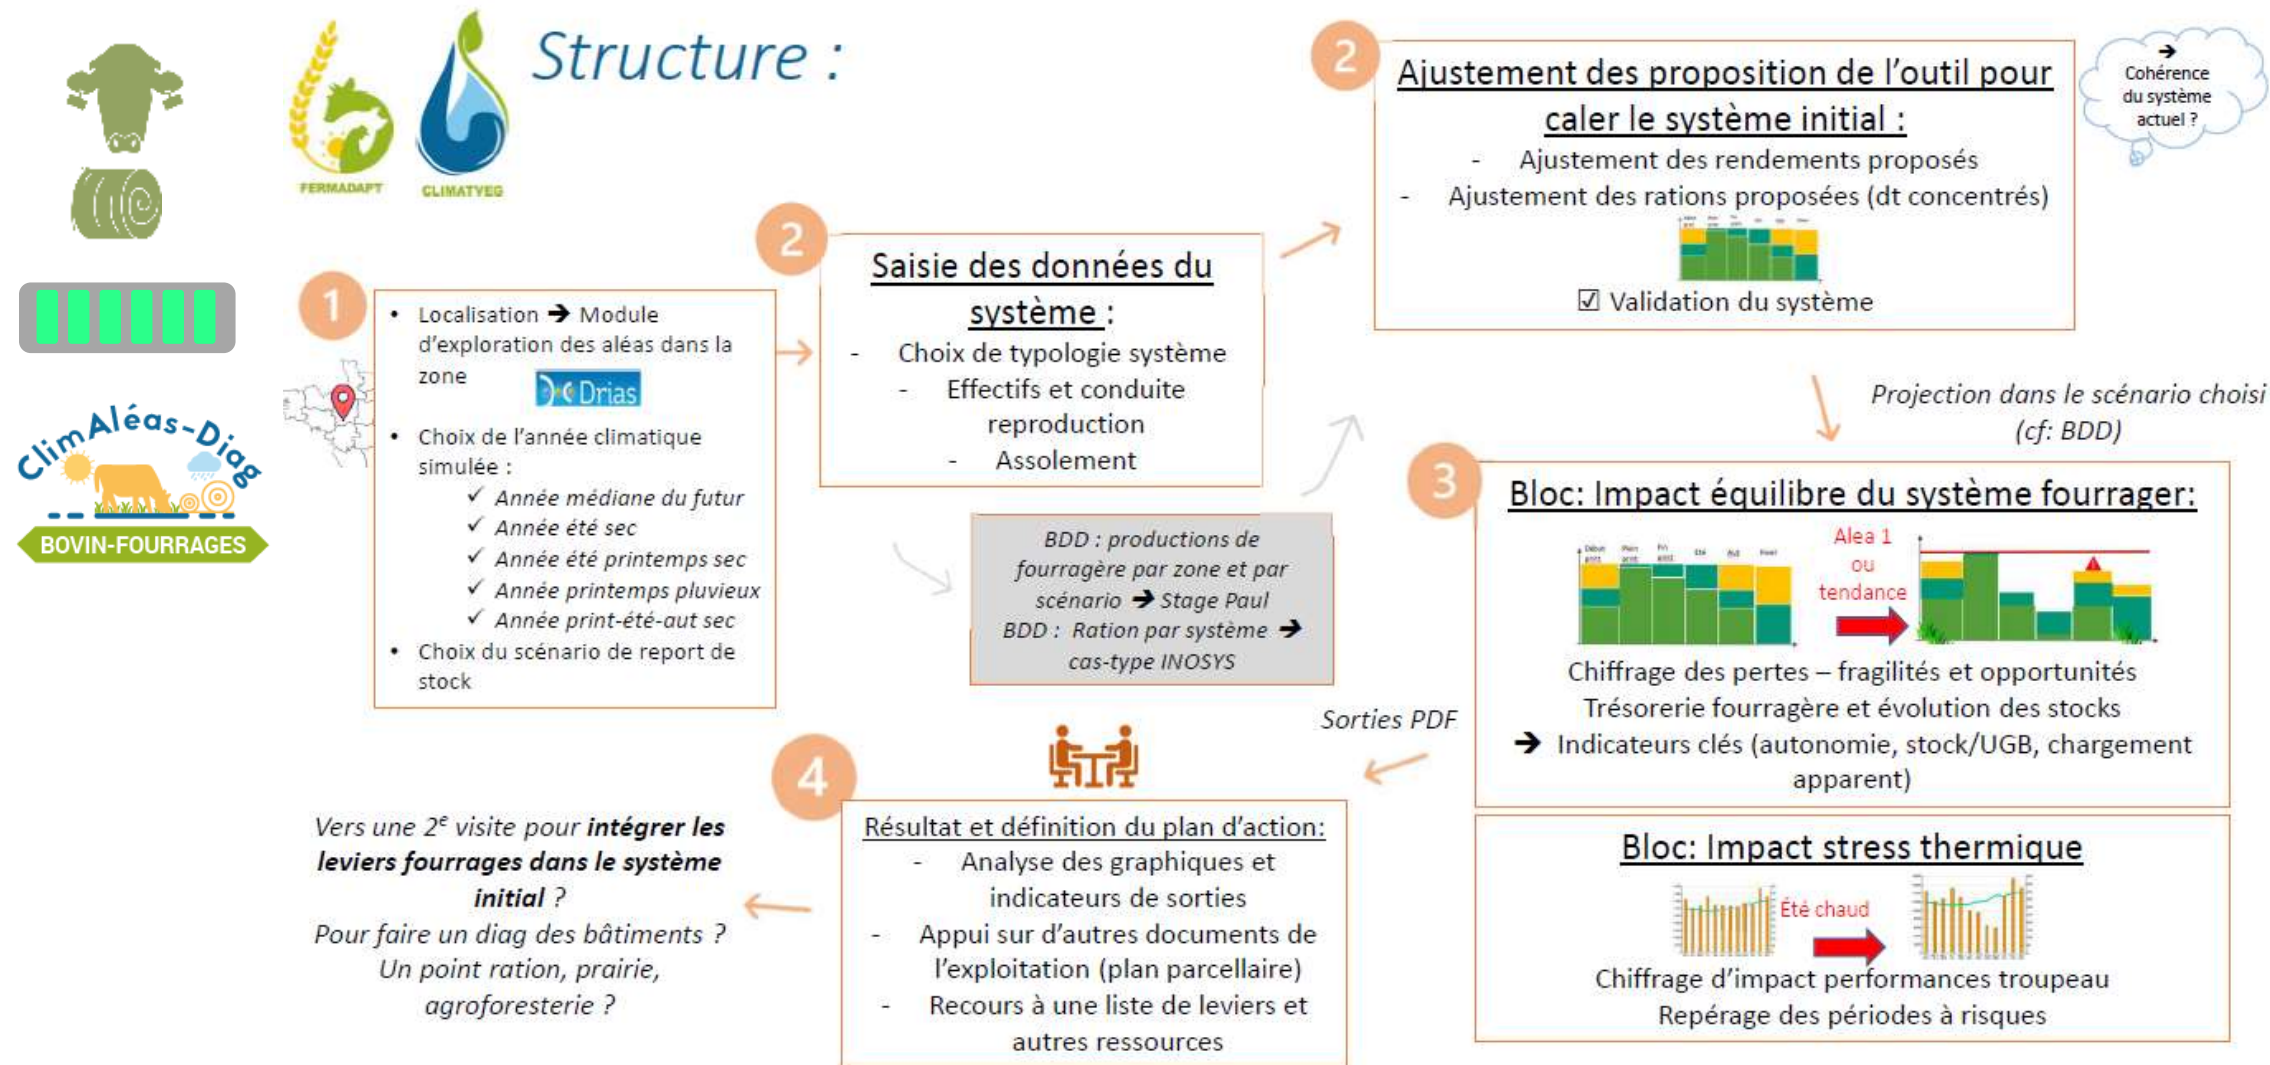 Structure :
FERMADAPT
CLIMATVEG
ClimAléas-Diag
BOVIN-FOURRAGES
1
• Localisation ➔ Module
d'exploration des aléas dans la
zone
Drias
• Choix de l'année climatique
simulée :
✓ Année médiane du futur
✓ Année été sec
✓ Année été printemps sec
✓ Année printemps pluvieux
✓ Année print-été-aut sec
• Choix du scénario de report de
stock
2
Saisie des données du
système :
- Choix de typologie système
- Effectifs et conduite
reproduction
- Assolement
BDD : productions de
fourragère par zone et par
scénario ➔ Stage Paul
BDD : Ration par système ➔
cas-type INOSYS
2
Ajustement des proposition de l'outil pour
caler le système initial :
- Ajustement des rendements proposés
- Ajustement des rations proposées (dt concentrés)
☑ Validation du système
➔
Cohérence
du système
actuel ?
Projection dans le scénario choisi
(cf: BDD)
3
Bloc: Impact équilibre du système fourrager:
Début
print
Plein
print
Fin
print
Eté
Aut
Hiver
Alea 1
ou
tendance
Chiffrage des pertes – fragilités et opportunités
Trésorerie fourragère et évolution des stocks
➔ Indicateurs clés (autonomie, stock/UGB, chargement
apparent)
Bloc: Impact stress thermique
Été chaud
Chiffrage d'impact performances troupeau
Repérage des périodes à risques
Sorties PDF
4
Résultat et définition du plan d'action:
- Analyse des graphiques et
indicateurs de sorties
- Appui sur d'autres documents de
l'exploitation (plan parcellaire)
- Recours à une liste de leviers et
autres ressources
Vers une 2e visite pour intégrer les
leviers fourrages dans le système
initial ?
Pour faire un diag des bâtiments ?
Un point ration, prairie,
agroforesterie ?